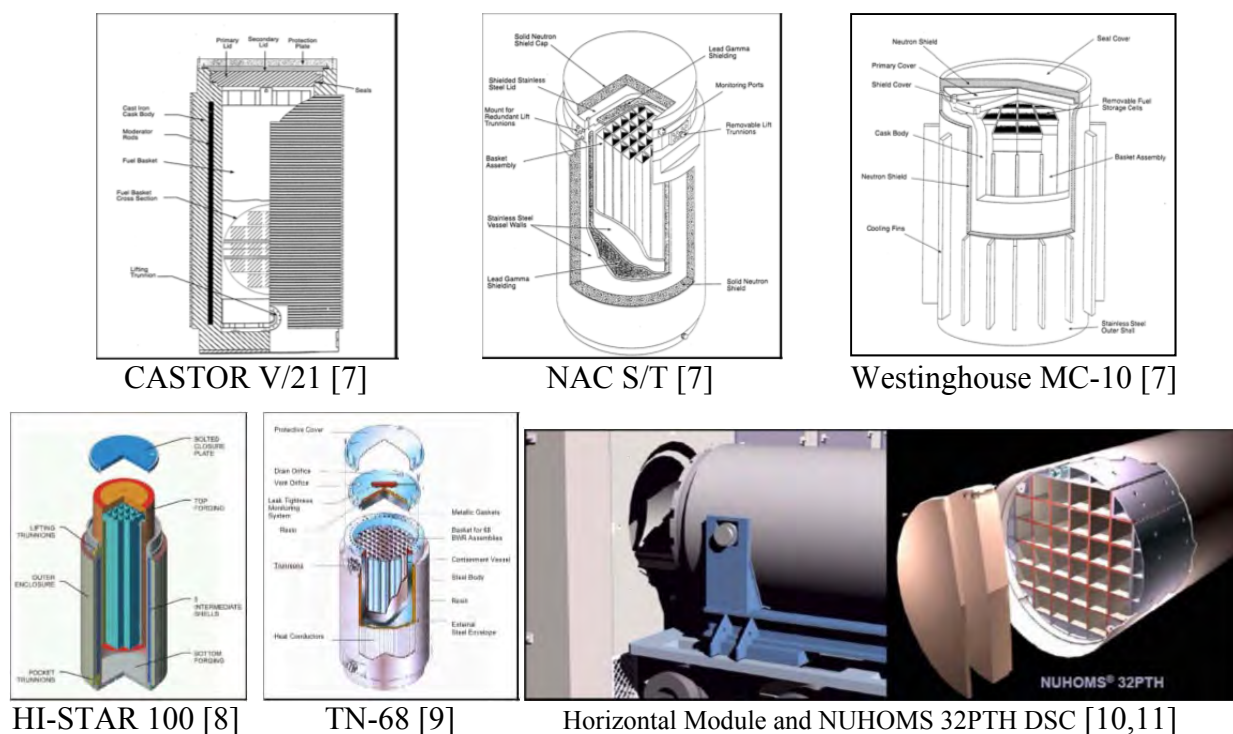 Primary
Lid
Secondary
Lid
Protection
Plate
Seals
Cast Iron
Cask Body
Moderator
Rods
Fuel Basket
Fuel Basket
Cross Section
Lifting
Trunnion
CASTOR V/21 [7]
Solid Neutron
Shield Cap
Lead Gamma
Shielding
Shielded Stainless
Steel Lid
Monitoring Ports
Mount for
Redundant Lift
Trunnions
Removable Lift
Trunnions
Basket
Assembly
Stainless Steel
Vessel Walls
Lead Gamma
Shielding
Solid Neutron
Shield
NAC S/T [7]
Seal Cover
Neutron Shield
Primary Cover
Shield Cover
Removable Fuel
Storage Cells
Cask Body
Basket Assembly
Neutron Shield
Cooling Fins
Stainless Steel
Outer Shell
Westinghouse MC-10 [7]
BOLTED
CLOSURE
PLATE
TOP
FORGING
LIFTING
TRUNNIONS
OUTER
ENCLOSURE
INTERMEDIATE
SHELLS
BOTTOM
FORGING
POCKET
TRUNNIONS
HI-STAR 100 [8]
Protective Cover
Drain Orifice
Vent Orifice
Leak Tightness
Monitoring
System
Metallic Gaskets
Resin
Basket for 68
BWR Assemblies
Trunnions
Containment Vessel
Steel Body
Resin
External
Steel Envelope
Heat Conductors
TN-68 [9]
NUHOMS® 32PTH
Horizontal Module and NUHOMS 32PTH DSC [10,11]